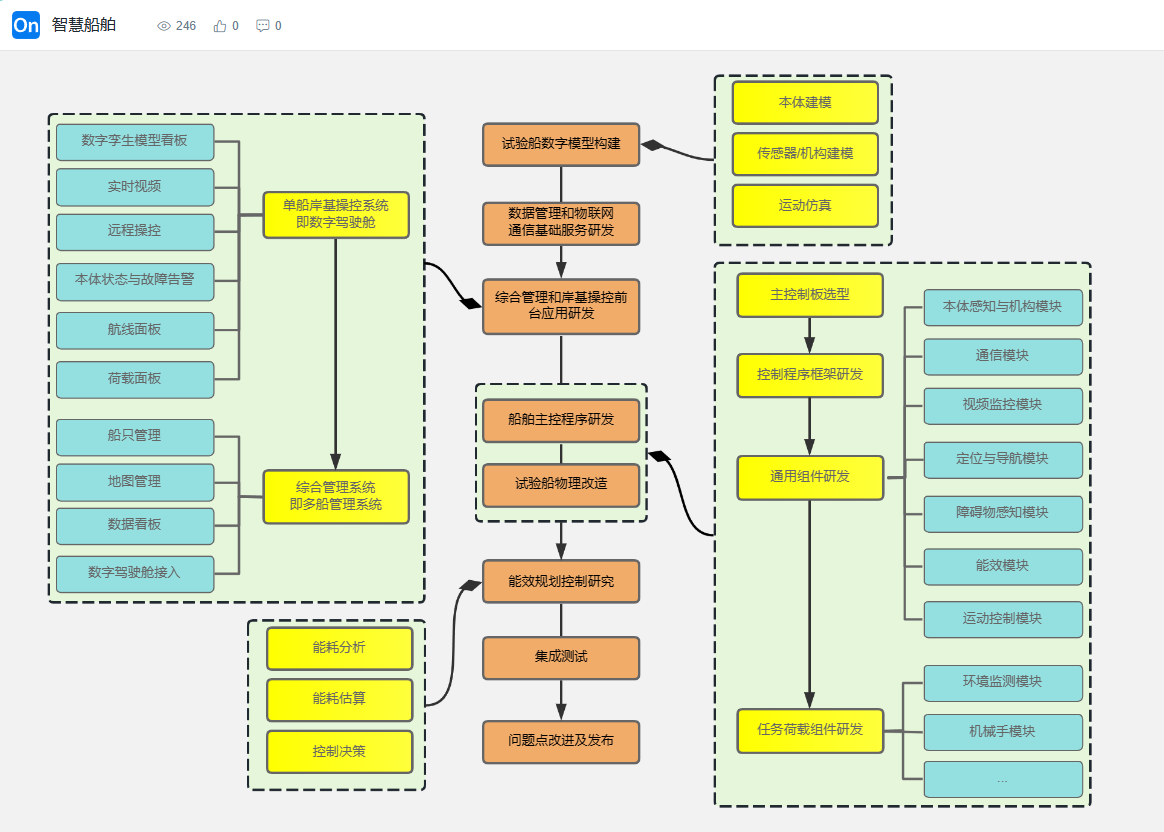 On 智慧船舶 246 0 0
数字孪生模型看板
实时视频
远程操控
本体状态与故障告警
航线面板
荷载面板
单船岸基操控系统
即数字驾驶舱
船只管理
地图管理
数据看板
数字驾驶舱接入
综合管理系统
即多船管理系统
能耗分析
能耗估算
控制决策
试验船数字模型构建
数据管理和物联网
通信基础服务研发
综合管理和岸基操控前
台应用研发
船舶主控程序研发
试验船物理改造
能效规划控制研究
集成测试
问题点改进及发布
本体建模
传感器/机构建模
运动仿真
主控制板选型
控制程序框架研发
通用组件研发
任务荷载组件研发
本体感知与机构模块
通信模块
视频监控模块
定位与导航模块
障碍物感知模块
能效模块
运动控制模块
环境监测模块
机械手模块
...